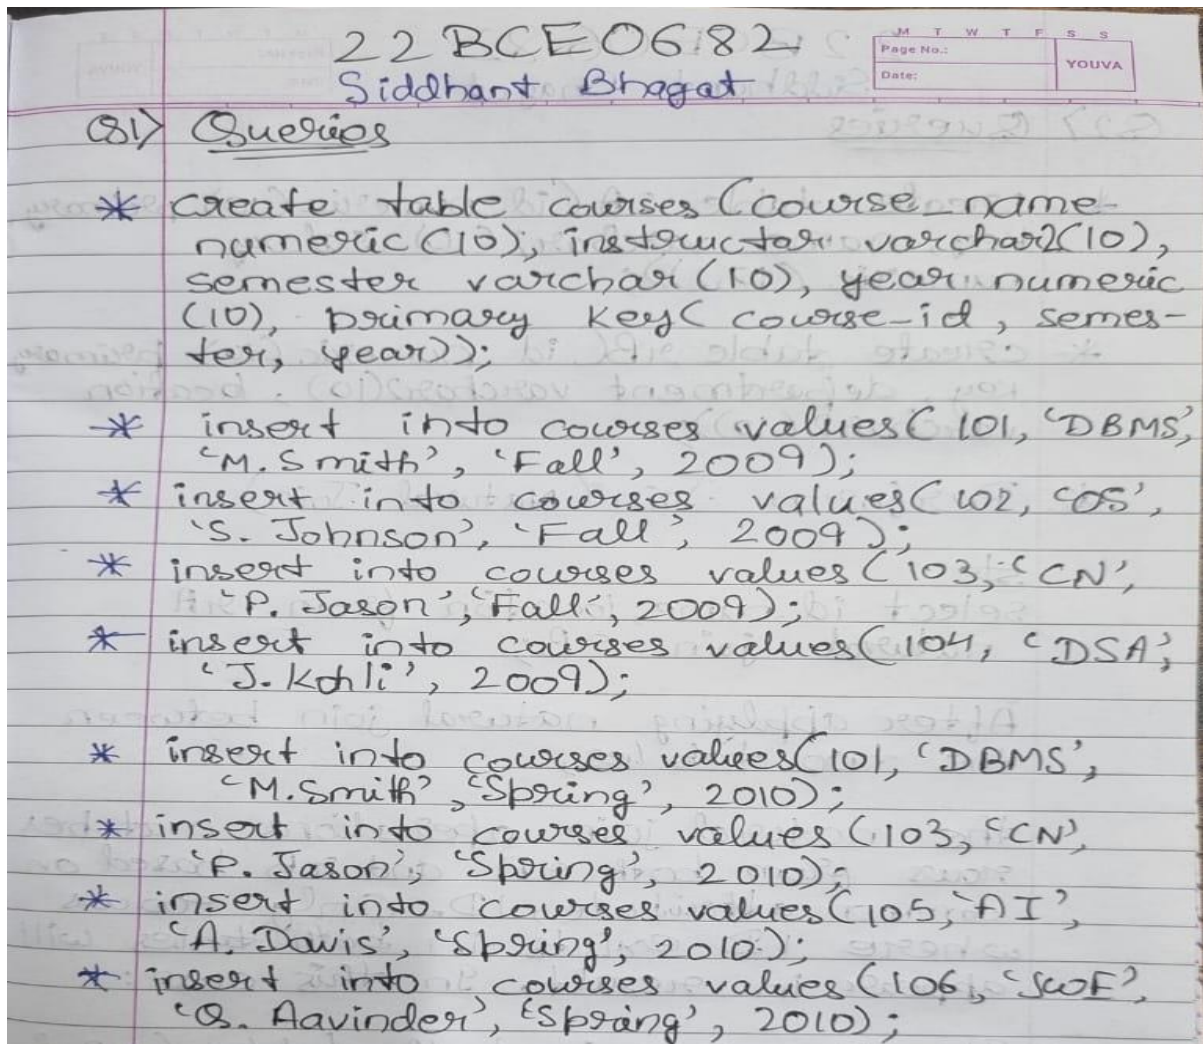 22BCE0682
M T W T F S S
Page No.:
YOUVA
Date:
Siddhant Bhagat
Q1) Queries
* create table courses (course_name
numeric (10), instructor varchar2(10),
semester varchar (10), year numeric
(10), primary key( course-id, semes-
ter, year));
* insert into courses values( 101, 'DBMS',
'M. Smith', 'Fall', 2009);
* insert into courses values( 102, 'OS',
'S. Johnson', 'Fall', 2009);
* insert into courses values ( 103, 'CN',
'P. Jason', 'Fall', 2009);
* insert into courses values(104, 'DSA',
'J. Kohli', 2009);
* insert into courses values(101, 'DBMS',
'M. Smith', 'Spring', 2010);
* insert into courses values (103, 'CN',
'P. Jason', 'Spring', 2010);
* insert into courses values(105, 'AI',
'A. Davis', 'Spring', 2010);
* insert into courses values (106,
Aavinder', 'Spring', 2010);